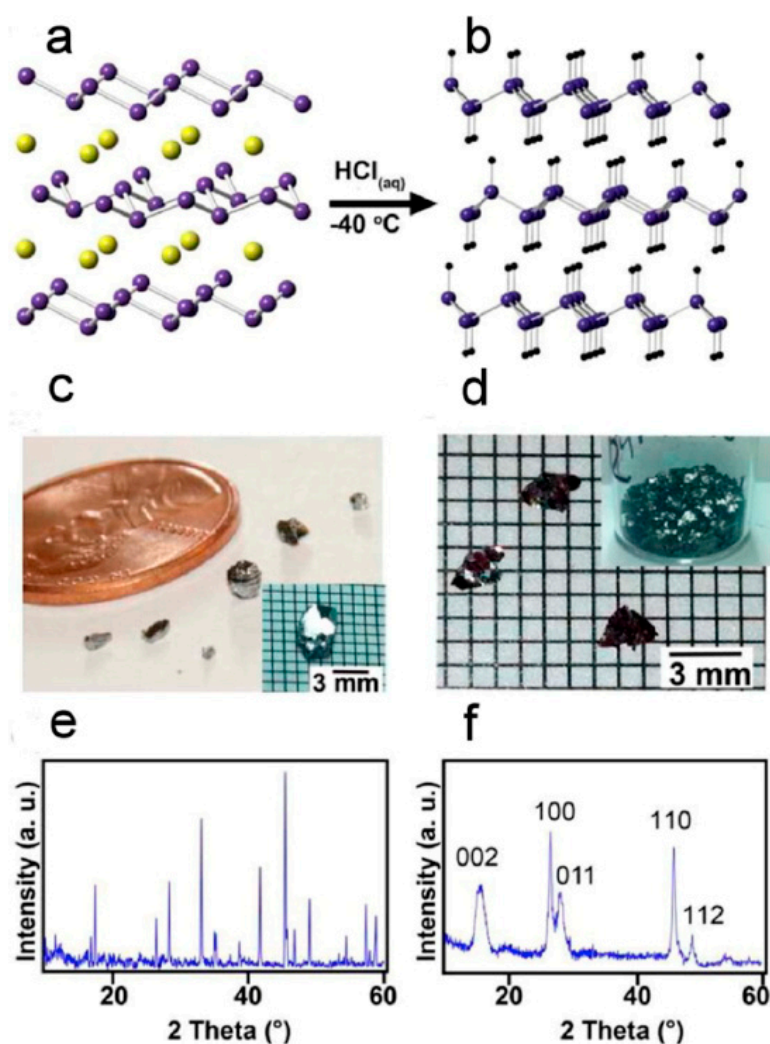 a
b
HCl(aq)
-40 °C
c
d
3 mm
3 mm
e
f
Intensity (a. u.)
20
40
60
2 Theta (°)
Intensity (a. u.)
002
100
011
110
112
20
40
60
2 Theta (°)